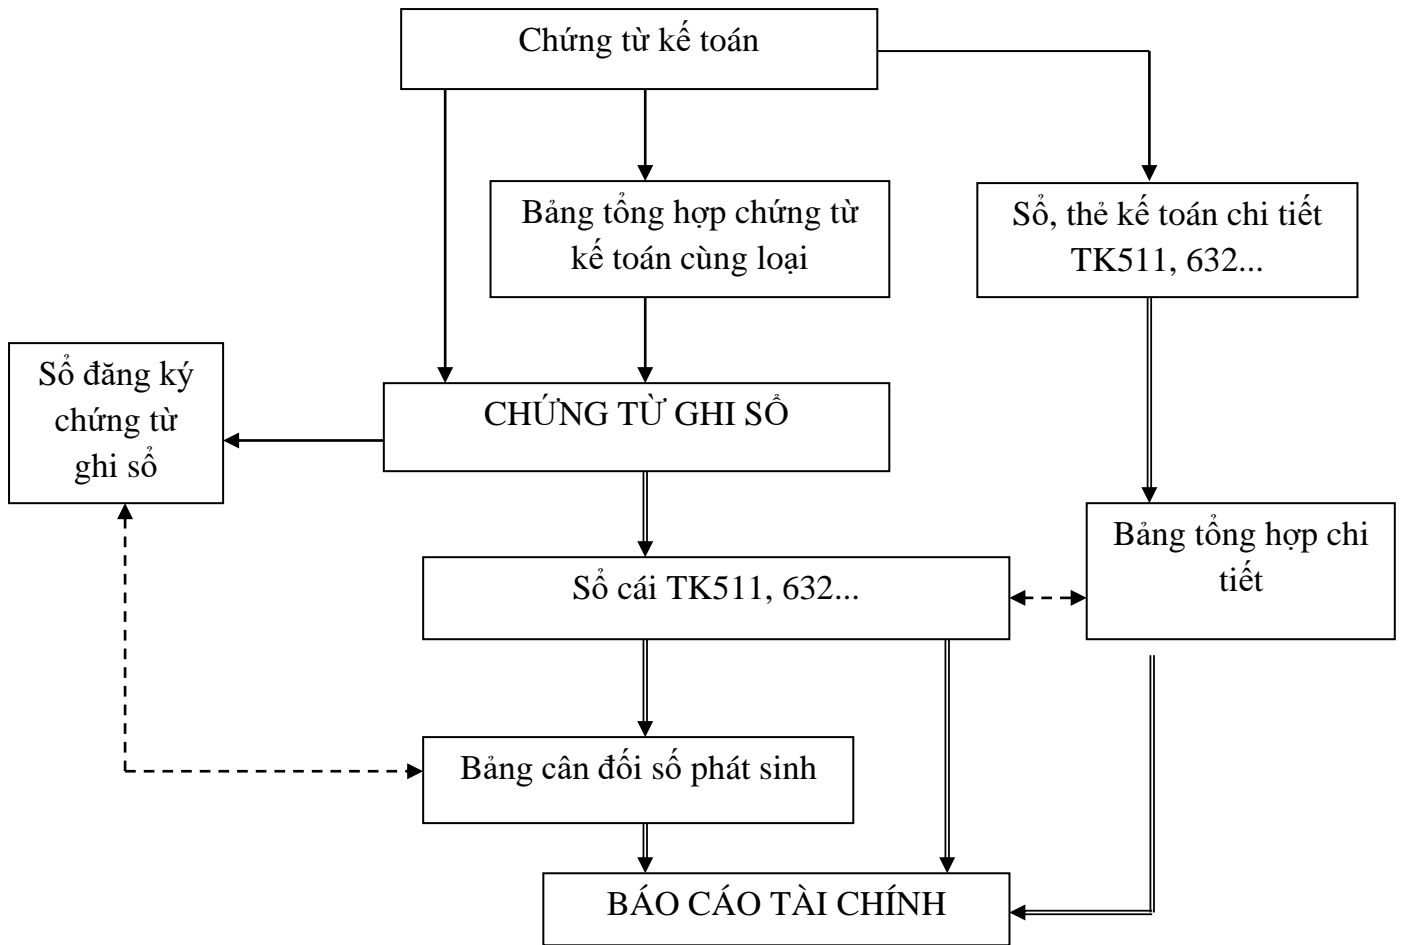 Chứng từ kế toán
Bảng tổng hợp chứng từ
kế toán cùng loại
Sổ, thẻ kế toán chi tiết
TK511, 632...
Sổ đăng ký
chứng từ
ghi sổ
CHỨNG TỪ GHI SỔ
Bảng tổng hợp chi
tiết
Sổ cái TK511, 632...
Bảng cân đối số phát sinh
BÁO CÁO TÀI CHÍNH